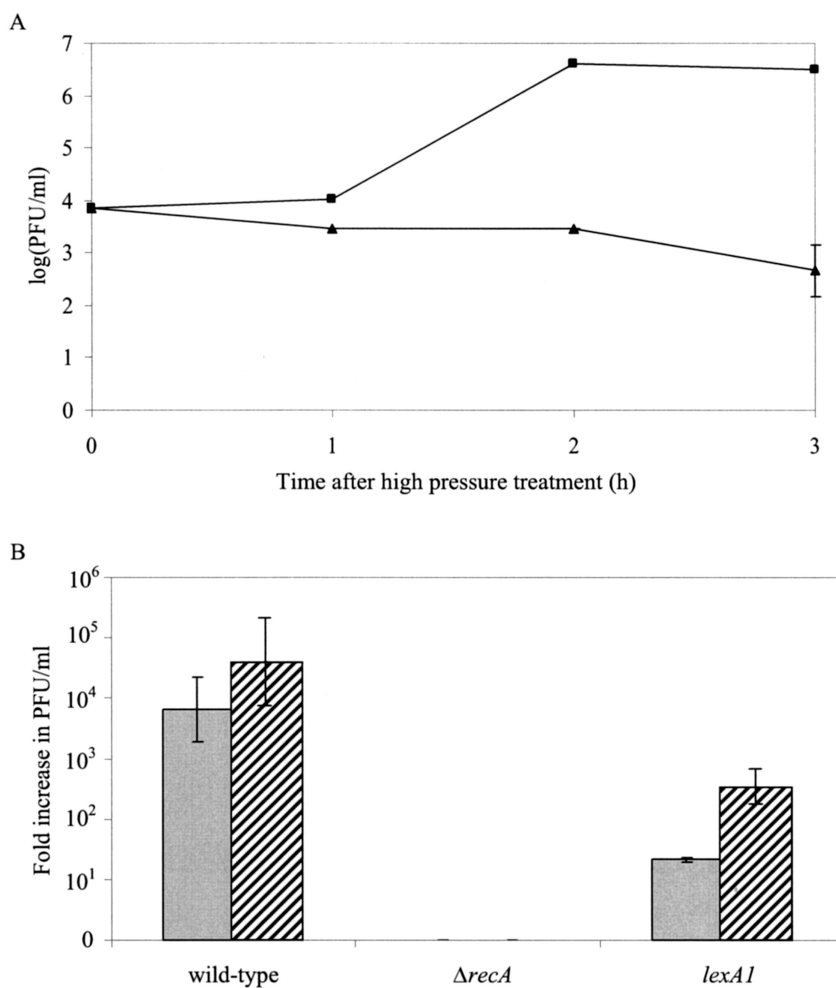 A
7
6
5
4
3
2
1
0
log(PFU/ml)
0 1 2 3
Time after high pressure treatment (h)
B
10^6
10^5
10^4
10^3
10^2
10^1
0
Fold increase in PFU/ml
wild-type ΔrecA lexA1